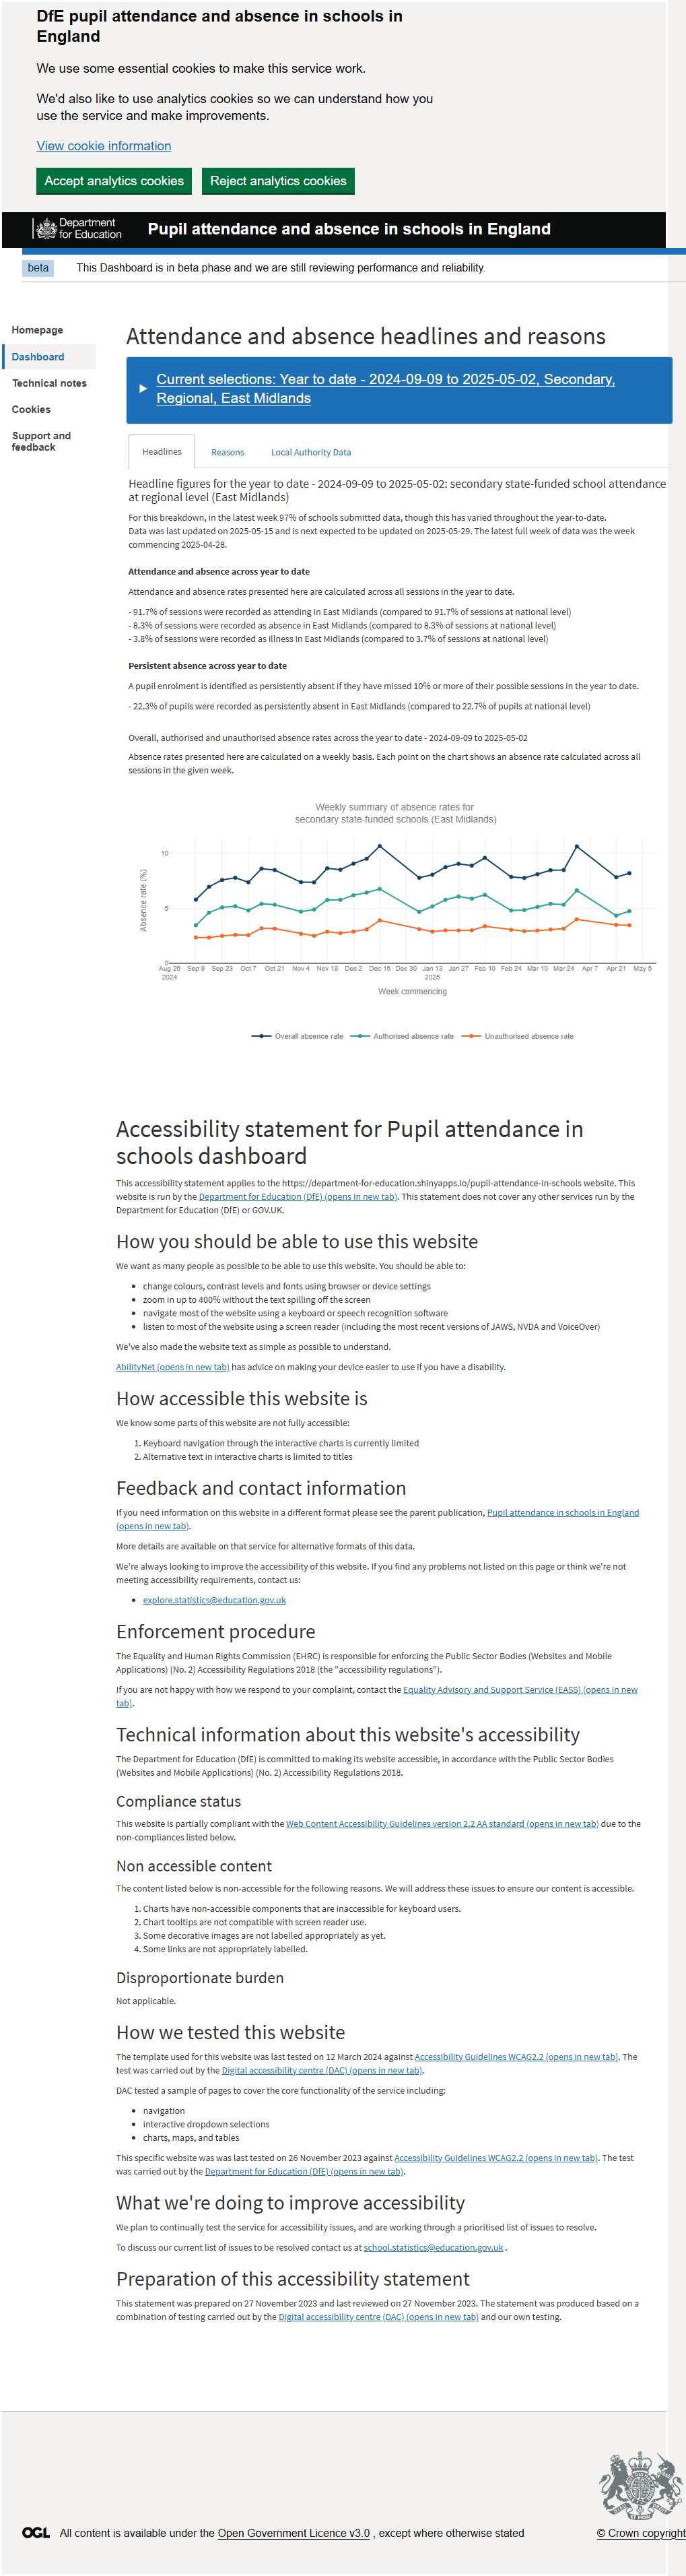 DfE pupil attendance and absence in schools in
England
We use some essential cookies to make this service work.
We'd also like to use analytics cookies so we can understand how you
use the service and make improvements.
View cookie information
Accept analytics cookies Reject analytics cookies
Department
for Education
Pupil attendance and absence in schools in England
beta This Dashboard is in beta phase and we are still reviewing performance and reliability.
Homepage
Dashboard
Technical notes
Cookies
Support and
feedback
Attendance and absence headlines and reasons
Current selections: Year to date - 2024-09-09 to 2025-05-02, Secondary,
Regional, East Midlands
Headlines Reasons Local Authority Data
Headline figures for the year to date - 2024-09-09 to 2025-05-02: secondary state-funded school attendance
at regional level (East Midlands)
For this breakdown, in the latest week 97% of schools submitted data, though this has varied throughout the year-to-date.
Data was last updated on 2025-05-15 and is next expected to be updated on 2025-05-29. The latest full week of data was the week
commencing 2025-04-28.
Attendance and absence across year to date
Attendance and absence rates presented here are calculated across all sessions in the year to date.
- 91.7% of sessions were recorded as attending in East Midlands (compared to 91.7% of sessions at national level)
- 8.3% of sessions were recorded as absence in East Midlands (compared to 8.3% of sessions at national level)
- 3.8% of sessions were recorded as illness in East Midlands (compared to 3.7% of sessions at national level)
Persistent absence across year to date
A pupil enrolment is identified as persistently absent if they have missed 10% or more of their possible sessions in the year to date.
- 22.3% of pupils were recorded as persistently absent in East Midlands (compared to 22.7% of pupils at national level)
Overall, authorised and unauthorised absence rates across the year to date - 2024-09-09 to 2025-05-02
Absence rates presented here are calculated on a weekly basis. Each point on the chart shows an absence rate calculated across all
sessions in the given week.
Weekly summary of absence rates for
secondary state-funded schools (East Midlands)
Absence rate (%)
10
5
0
Aug 26 Sep 9 Sep 23 Oct 7 Oct 21 Nov 4 Nov 18 Dec 2 Dec 16 Dec 30 Jan 13 Jan 27 Feb 10 Feb 24 Mar 10 Mar 24 Apr 7 Apr 21 May 5
2024 2025
Week commencing
Overall absence rate Authorised absence rate Unauthorised absence rate
Accessibility statement for Pupil attendance in
schools dashboard
This accessibility statement applies to the https://department-for-education.shinyapps.io/pupil-attendance-in-schools website. This
website is run by the Department for Education (DfE) (opens in new tab). This statement does not cover any other services run by the
Department for Education (DfE) or GOV.UK.
How you should be able to use this website
We want as many people as possible to be able to use this website. You should be able to:
• change colours, contrast levels and fonts using browser or device settings
• zoom in up to 400% without the text spilling off the screen
• navigate most of the website using a keyboard or speech recognition software
• listen to most of the website using a screen reader (including the most recent versions of JAWS, NVDA and VoiceOver)
We've also made the website text as simple as possible to understand.
AbilityNet (opens in new tab) has advice on making your device easier to use if you have a disability.
How accessible this website is
We know some parts of this website are not fully accessible:
1. Keyboard navigation through the interactive charts is currently limited
2. Alternative text in interactive charts is limited to titles
Feedback and contact information
If you need information on this website in a different format please see the parent publication, Pupil attendance in schools in England
(opens in new tab).
More details are available on that service for alternative formats of this data.
We're always looking to improve the accessibility of this website. If you find any problems not listed on this page or think we're not
meeting accessibility requirements, contact us:
• explore.statistics@education.gov.uk
Enforcement procedure
The Equality and Human Rights Commission (EHRC) is responsible for enforcing the Public Sector Bodies (Websites and Mobile
Applications) (No. 2) Accessibility Regulations 2018 (the "accessibility regulations").
If you are not happy with how we respond to your complaint, contact the Equality Advisory and Support Service (EASS) (opens in new
tab).
Technical information about this website's accessibility
The Department for Education (DfE) is committed to making its website accessible, in accordance with the Public Sector Bodies
(Websites and Mobile Applications) (No. 2) Accessibility Regulations 2018.
Compliance status
This website is partially compliant with the Web Content Accessibility Guidelines version 2.2 AA standard (opens in new tab) due to the
non-compliances listed below.
Non accessible content
The content listed below is non-accessible for the following reasons. We will address these issues to ensure our content is accessible.
1. Charts have non-accessible components that are inaccessible for keyboard users.
2. Chart tooltips are not compatible with screen reader use.
3. Some decorative images are not labelled appropriately as yet.
4. Some links are not appropriately labelled.
Disproportionate burden
Not applicable.
How we tested this website
The template used for this website was last tested on 12 March 2024 against Accessibility Guidelines WCAG2.2 (opens in new tab). The
test was carried out by the Digital accessibility centre (DAC) (opens in new tab).
DAC tested a sample of pages to cover the core functionality of the service including:
• navigation
• interactive dropdown selections
• charts, maps, and tables
This specific website was was last tested on 26 November 2023 against Accessibility Guidelines WCAG2.2 (opens in new tab). The test
was carried out by the Department for Education (DfE) (opens in new tab).
What we're doing to improve accessibility
We plan to continually test the service for accessibility issues, and are working through a prioritised list of issues to resolve.
To discuss our current list of issues to be resolved contact us at school.statistics@education.gov.uk .
Preparation of this accessibility statement
This statement was prepared on 27 November 2023 and last reviewed on 27 November 2023. The statement was produced based on a
combination of testing carried out by the Digital accessibility centre (DAC) (opens in new tab) and our own testing.
OGL All content is available under the Open Government Licence v3.0 , except where otherwise stated © Crown copyright